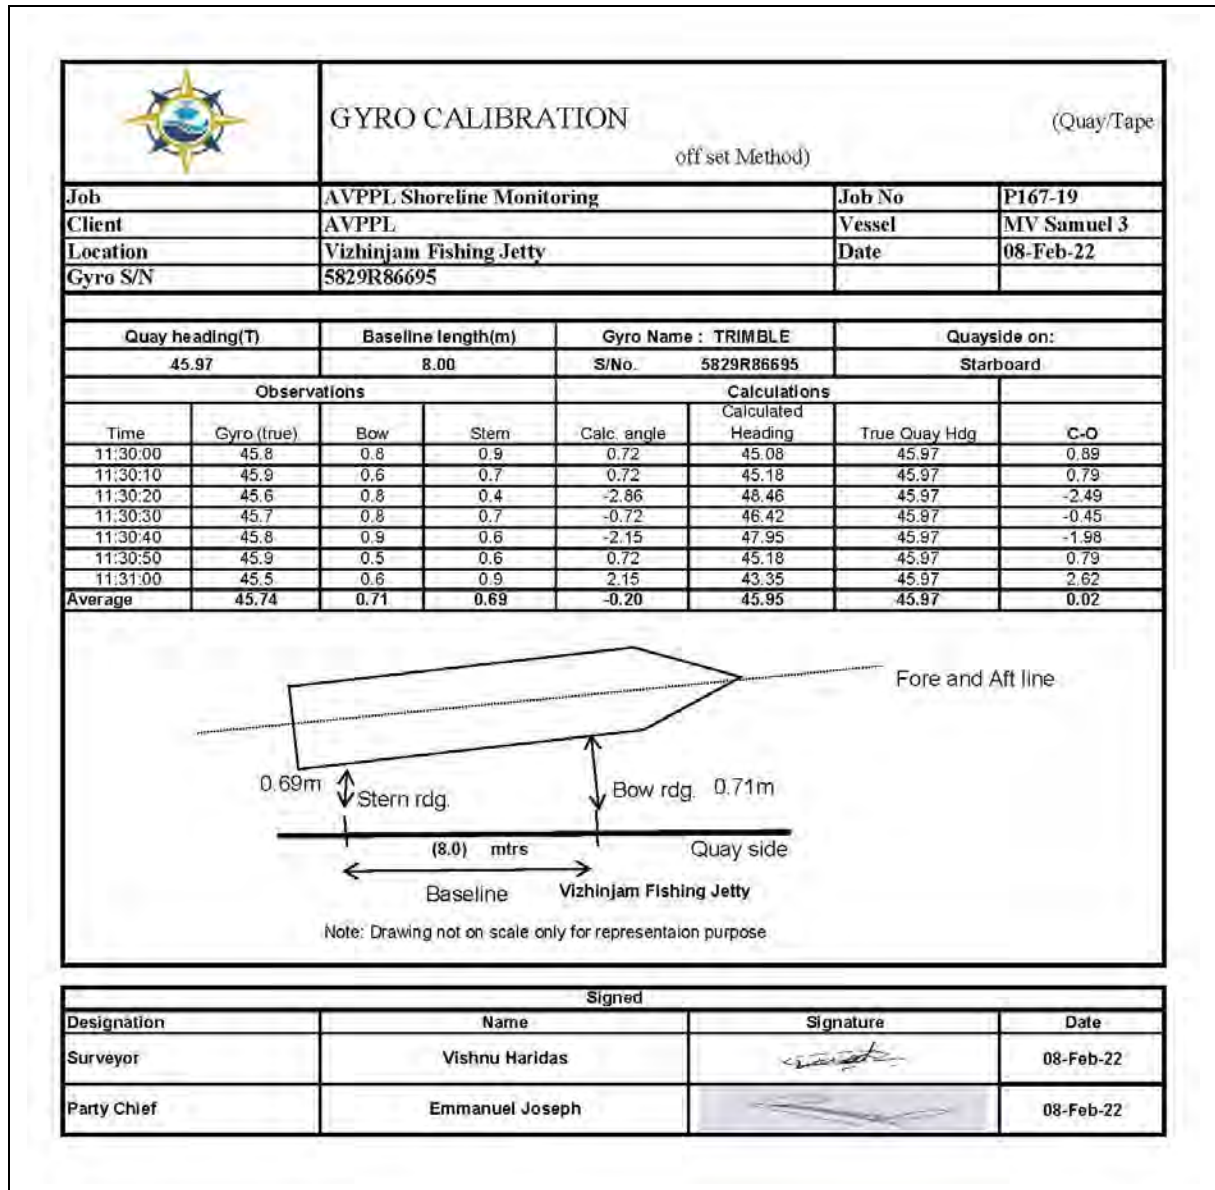 GYRO CALIBRATION (Quay/Tape
off set Method)
Job AVPPL Shoreline Monitoring Job No P167-19
Client AVPPL Vessel MV Samuel 3
Location Vizhinjam Fishing Jetty Date 08-Feb-22
Gyro S/N 5829R86695
Quay heading(T) Baseline length(m) Gyro Name : TRIMBLE Quayside on:
45.97 8.00 S/No. 5829R86695 Starboard
Observations Calculations
Time Gyro (true) Bow Stern Calc. angle Calculated Heading True Quay Hdg C-O
11:30:00 45.8 0.8 0.9 0.72 45.08 45.97 0.89
11:30:10 45.9 0.6 0.7 0.72 45.18 45.97 0.79
11:30:20 45.6 0.8 0.4 -2.86 48.46 45.97 -2.49
11:30:30 45.7 0.8 0.7 -0.72 46.42 45.97 -0.45
11:30:40 45.8 0.9 0.6 -2.15 47.95 45.97 -1.98
11:30:50 45.9 0.5 0.6 0.72 45.18 45.97 0.79
11:31:00 45.5 0.6 0.9 2.15 43.35 45.97 2.62
Average 45.74 0.71 0.69 -0.20 45.95 45.97 0.02
Fore and Aft line
0.69m Stern rdg. Bow rdg. 0.71m
(8.0) mtrs Quay side
Baseline Vizhinjam Fishing Jetty
Note: Drawing not on scale only for representaion purpose
Signed
Designation Name Signature Date
Surveyor Vishnu Haridas 08-Feb-22
Party Chief Emmanuel Joseph 08-Feb-22